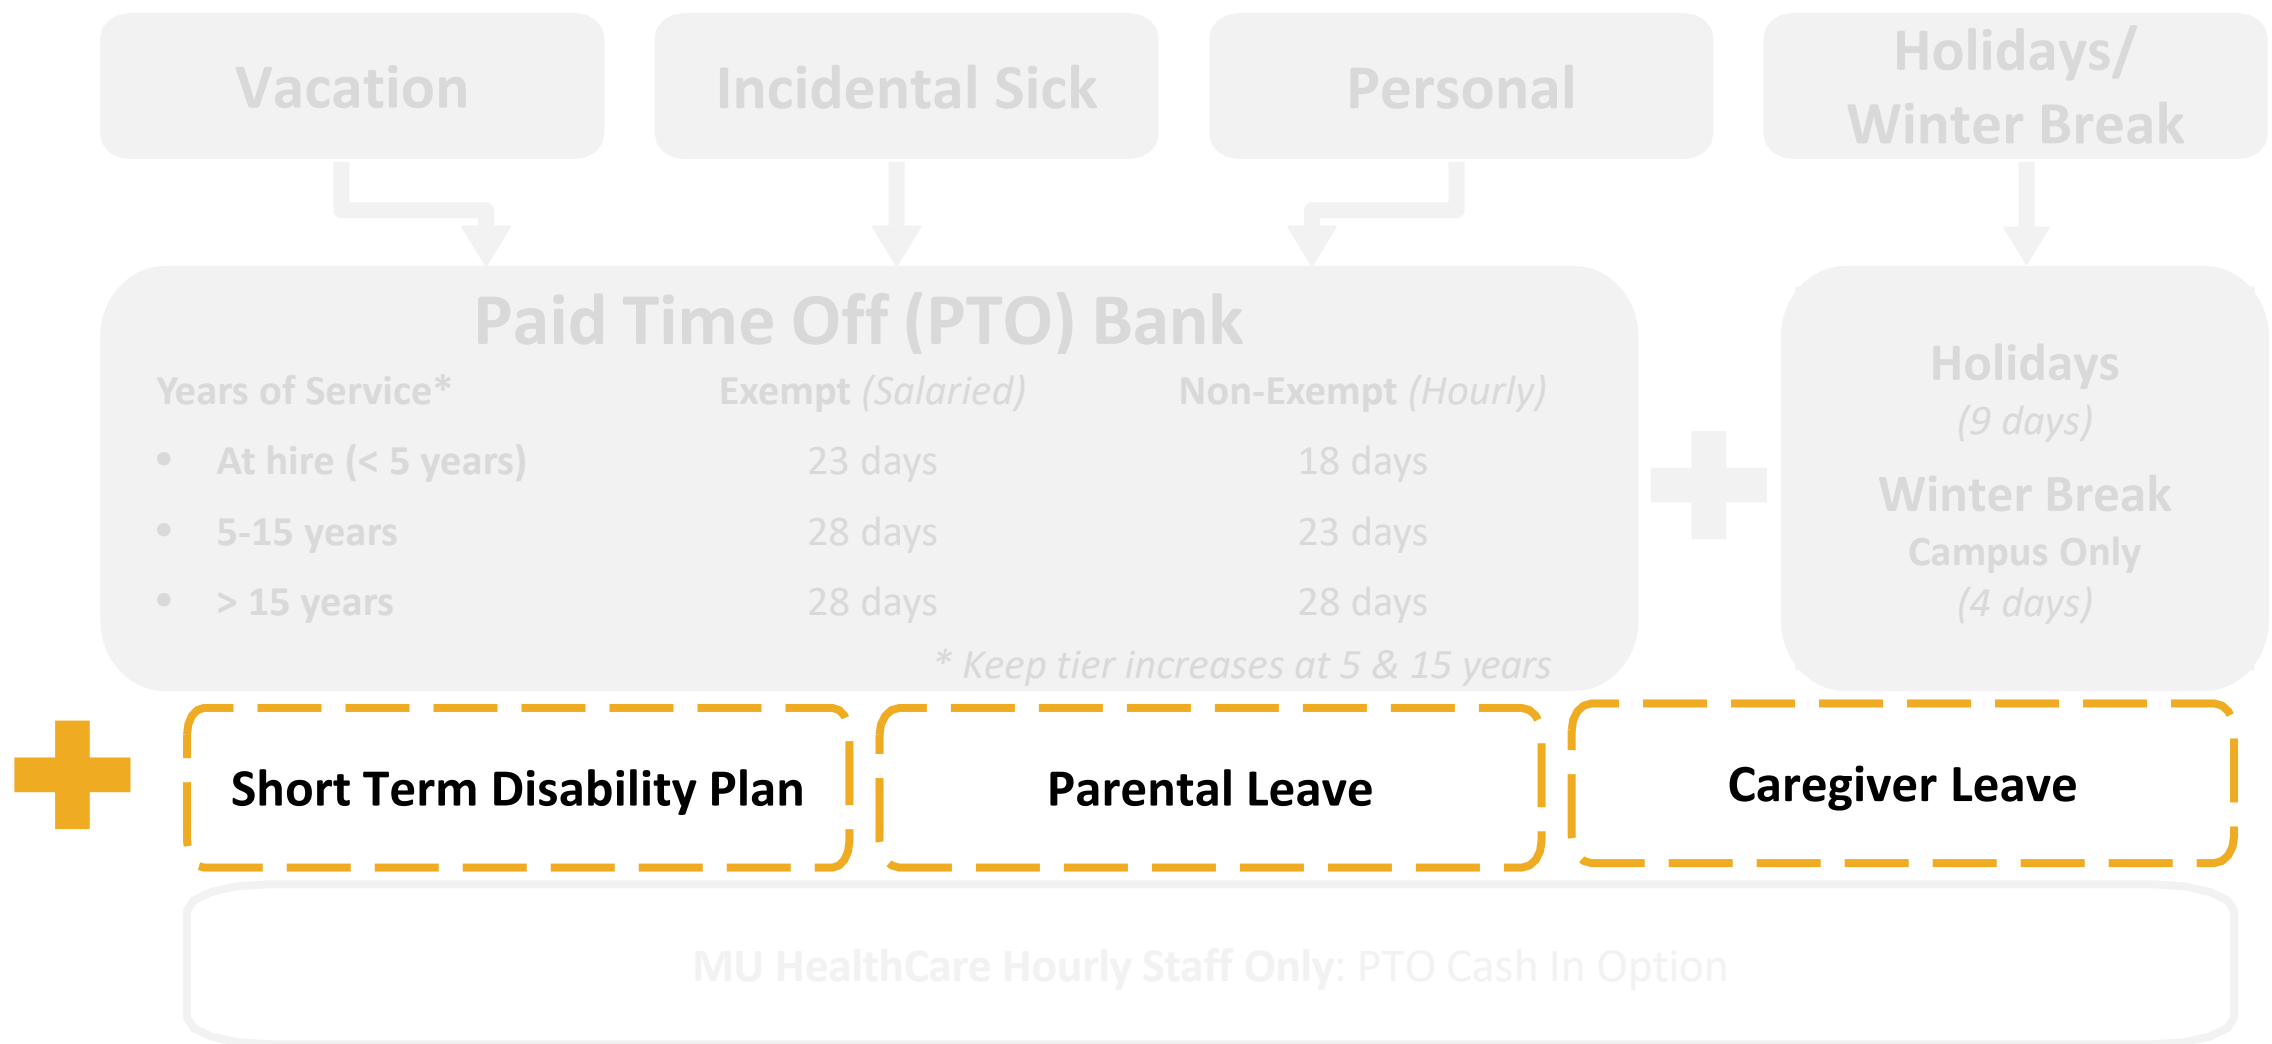 Vacation
Incidental Sick
Personal
Holidays/
Winter Break
Paid Time Off (PTO) Bank
Years of Service* Exempt (Salaried) Non-Exempt (Hourly)
• At hire (< 5 years) 23 days 18 days
• 5-15 years 28 days 23 days
• > 15 years 28 days 28 days
* Keep tier increases at 5 & 15 years
Holidays
(9 days)
Winter Break
Campus Only
(4 days)
Short Term Disability Plan
Parental Leave
Caregiver Leave
MU HealthCare Hourly Staff Only: PTO Cash In Option